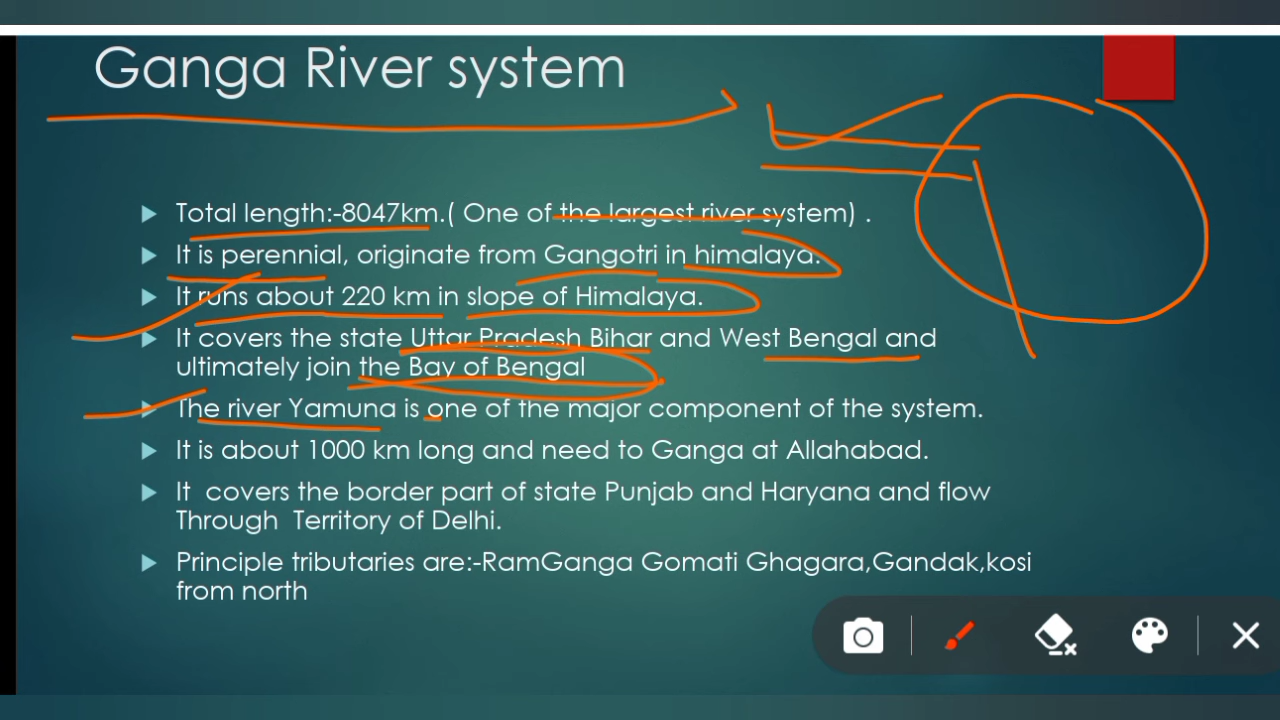 Ganga River system
Total length:-8047km.( One of the largest river system) .
It is perennial, originate from Gangotri in himalaya.
It runs about 220 km in slope of Himalaya.
It covers the state Uttar Pradesh Bihar and West Bengal and
ultimately join the Bay of Bengal
The river Yamuna is one of the major component of the system.
It is about 1000 km long and need to Ganga at Allahabad.
It  covers the border part of state Punjab and Haryana and flow
Through  Territory of Delhi.
Principle tributaries are:-RamGanga Gomati Ghagara,Gandak,kosi
from north